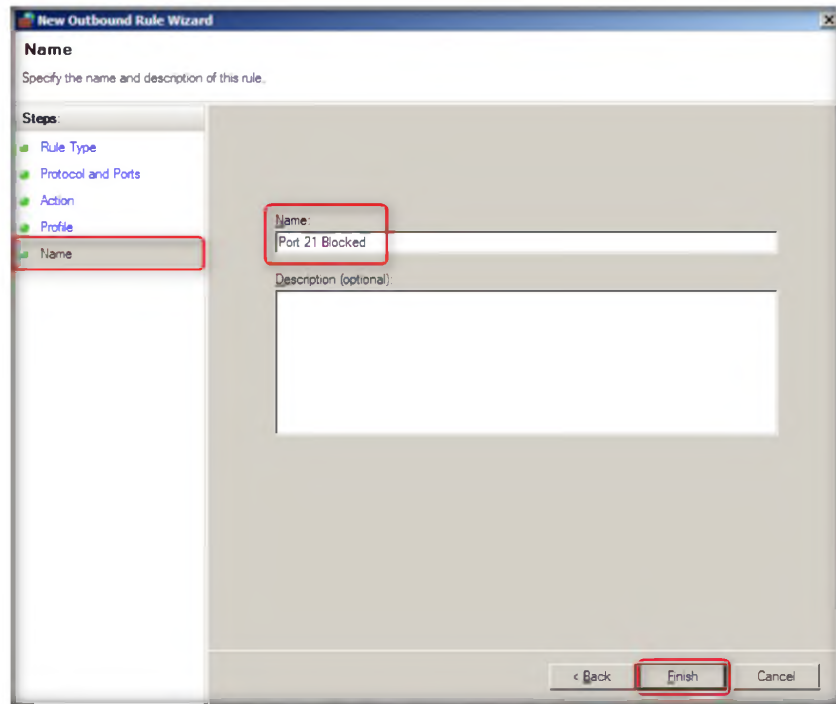 New Outbound Rule Wizard
Name
Specify the name and description of this rule.
Steps:
Rule Type
Protocol and Ports
Action
Profile
Name
Name:
Port 21 Blocked
Description (optional):
< Back
Finish
Cancel